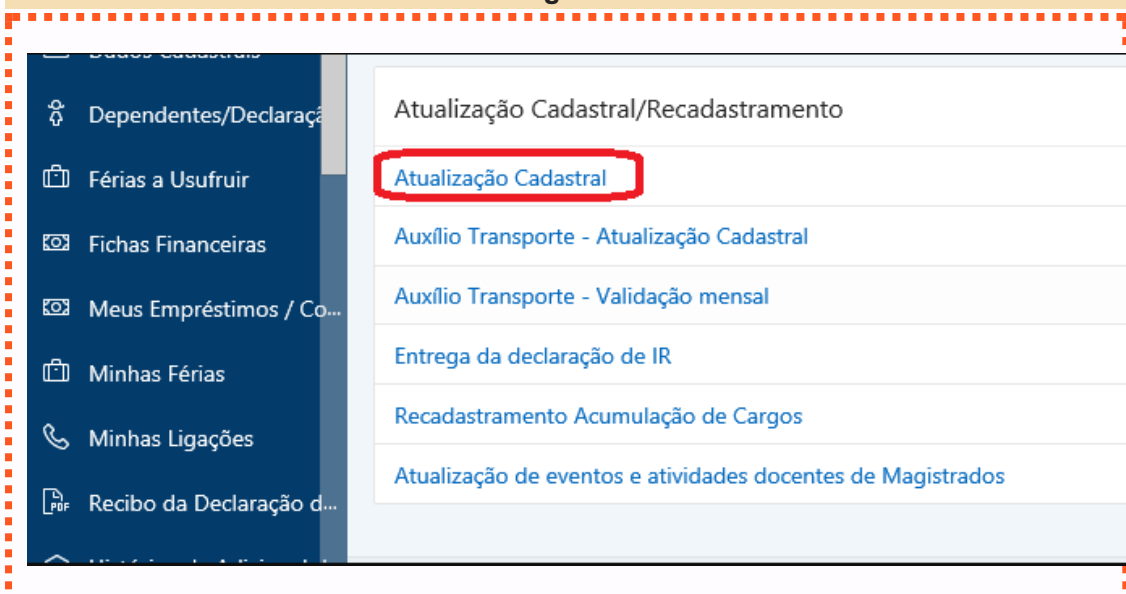 Dependentes/Declaraçã
Férias a Usufruir
Fichas Financeiras
Meus Empréstimos / Co...
Minhas Férias
Minhas Ligações
Recibo da Declaração d...
Atualização Cadastral/Recadastramento
Atualização Cadastral
Auxílio Transporte - Atualização Cadastral
Auxílio Transporte - Validação mensal
Entrega da declaração de IR
Recadastramento Acumulação de Cargos
Atualização de eventos e atividades docentes de Magistrados